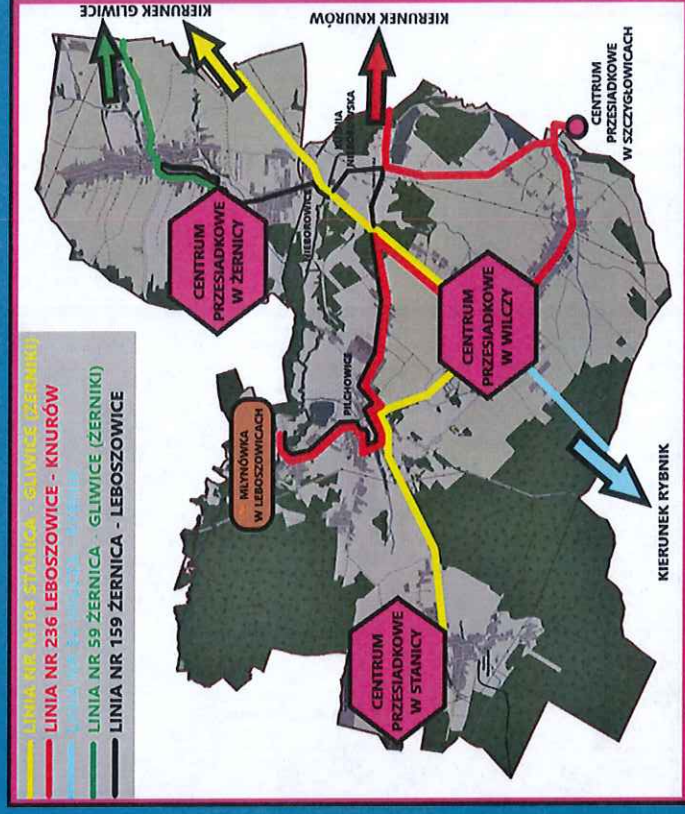 LINIA NR M104 STANICA - GLIWICE (ŻERNIKI)
LINIA NR 236 LEBOSZOWICE - KNURÓW
LINIA NR 59 ŻERNICA - GLIWICE (ŻERNIKI)
LINIA NR 159 ŻERNICA - LEBOSZOWICE
KIERUNEK GLIWICE
KIERUNEK KNURÓW
CENTRUM
PRZESIADKOWE
W ŻERNICY
NIEBOROWICE
MŁYNÓWKA
W LEBOSZOWICACH
PILCHOWICE
CENTRUM
PRZESIADKOWE
W SZCZYGŁOWICACH
CENTRUM
PRZESIADKOWE
W WILCZY
CENTRUM
PRZESIADKOWE
W STANICY
KIERUNEK RYBNIK